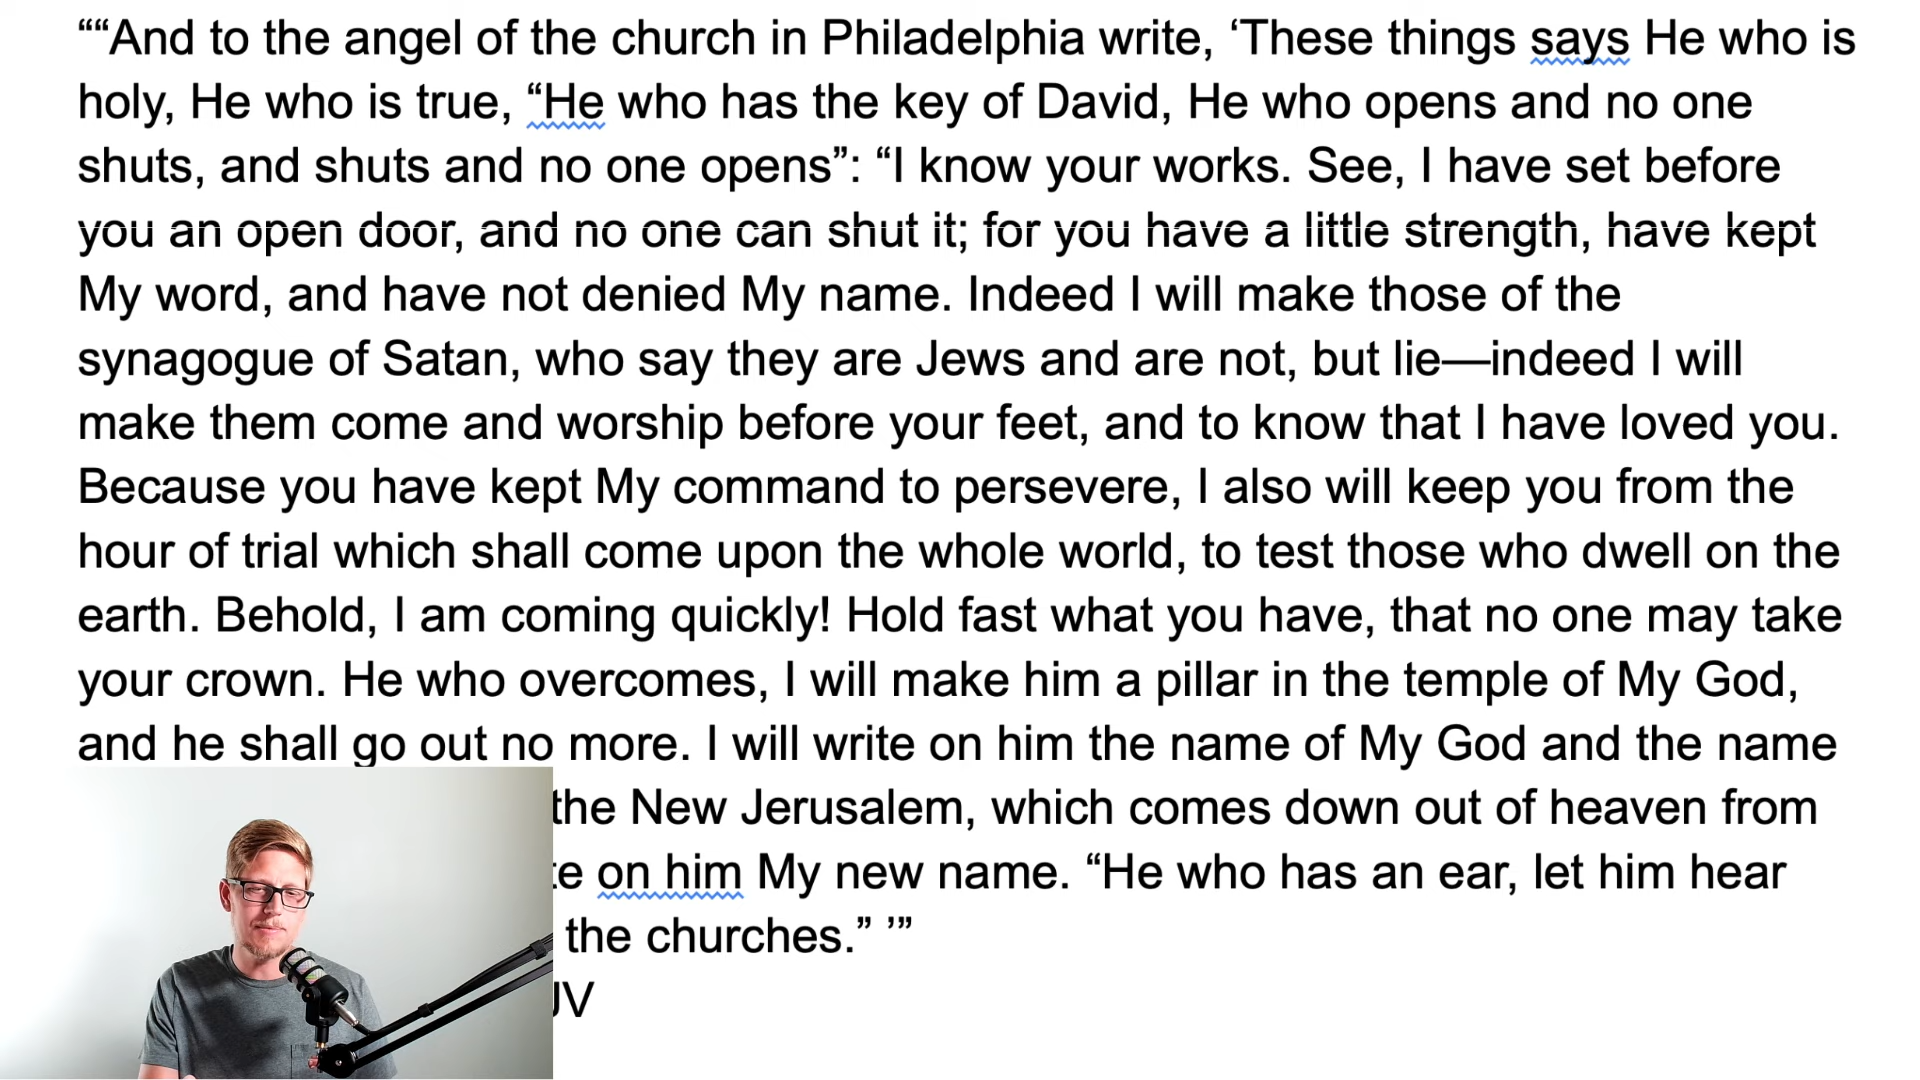 ““And to the angel of the church in Philadelphia write, ‘These things says He who is
holy, He who is true, “He who has the key of David, He who opens and no one
shuts, and shuts and no one opens”: “I know your works. See, I have set before
you an open door, and no one can shut it; for you have a little strength, have kept
My word, and have not denied My name. Indeed I will make those of the
synagogue of Satan, who say they are Jews and are not, but lie—indeed I will
make them come and worship before your feet, and to know that I have loved you.
Because you have kept My command to persevere, I also will keep you from the
hour of trial which shall come upon the whole world, to test those who dwell on the
earth. Behold, I am coming quickly! Hold fast what you have, that no one may take
your crown. He who overcomes, I will make him a pillar in the temple of My God,
and he shall go out no more. I will write on him the name of My God and the name
the New Jerusalem, which comes down out of heaven from
on him My new name. “He who has an ear, let him hear
the churches.” ’”